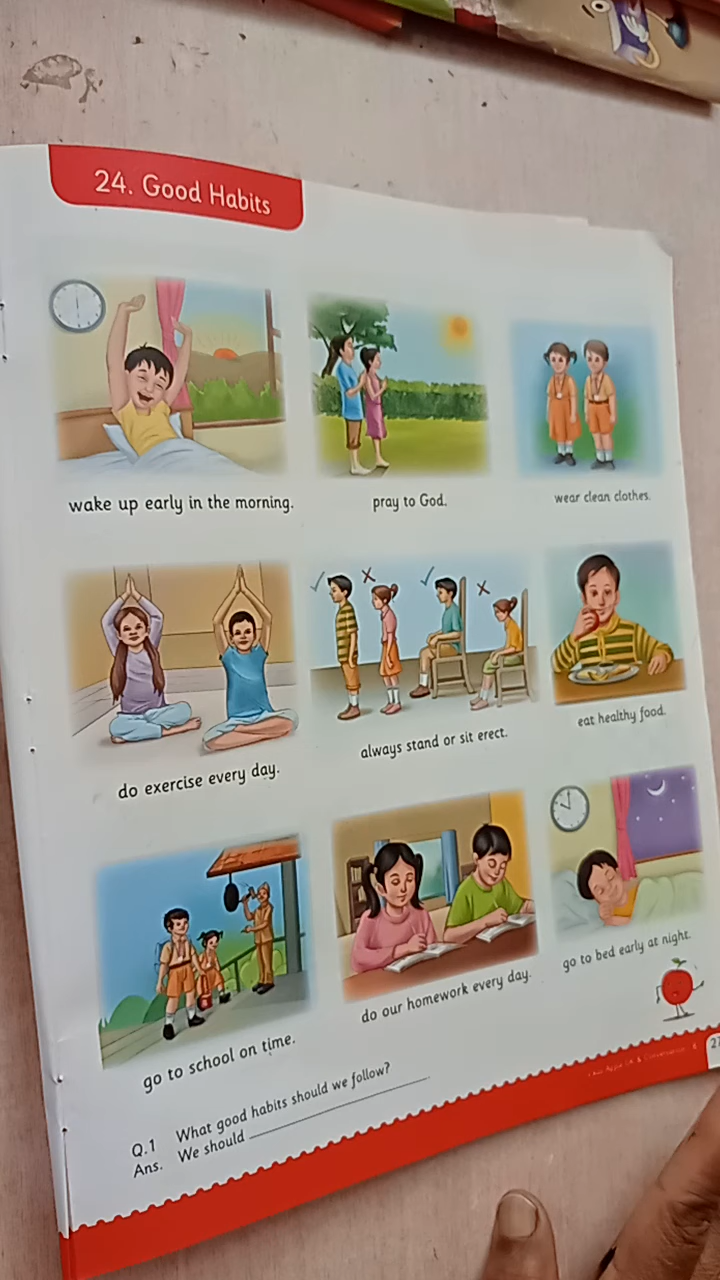 24. Good Habits
wake up early in the morning.
pray to God.
wear clean clothes.
do exercise every day.
always stand or sit erect.
eat healthy food.
go to school on time.
do our homework every day.
go to bed early at night.
Q.1 What good habits should we follow?
Ans. We should